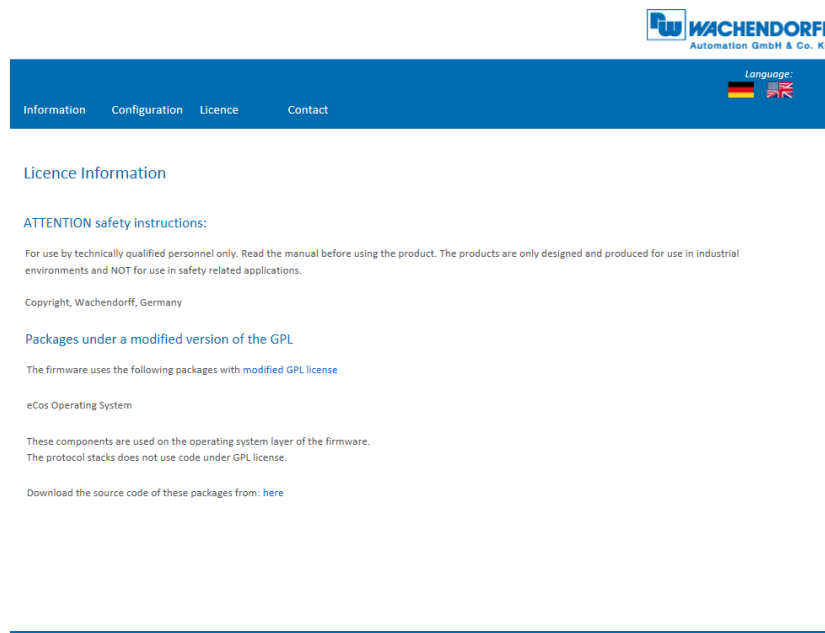 WACHENDORFF
Automation GmbH & Co. K
Language:
Information Configuration Licence Contact
Licence Information
ATTENTION safety instructions:
For use by technically qualified personnel only. Read the manual before using the product. The products are only designed and produced for use in industrial
environments and NOT for use in safety related applications.
Copyright, Wachendorff, Germany
Packages under a modified version of the GPL
The firmware uses the following packages with modified GPL license
eCos Operating System
These components are used on the operating system layer of the firmware.
The protocol stacks does not use code under GPL license.
Download the source code of these packages from: here